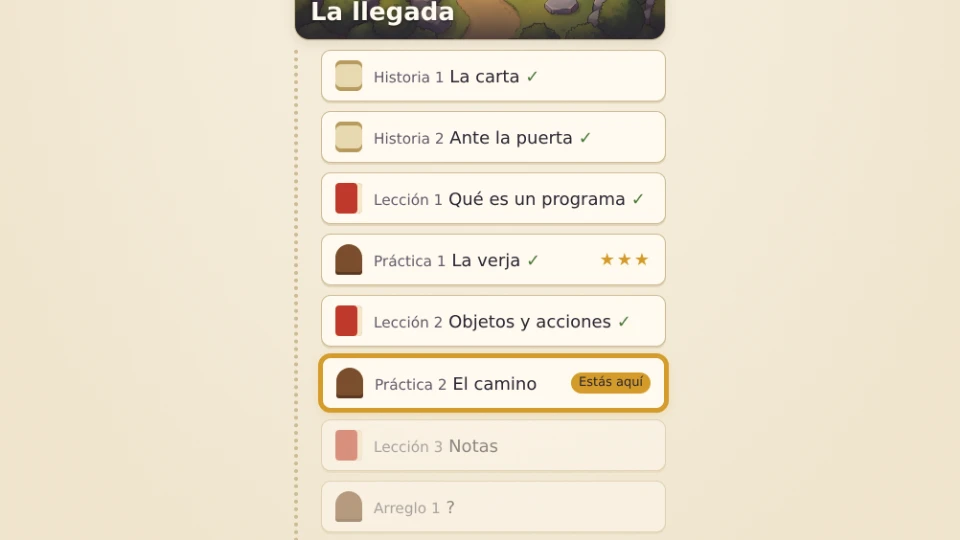 La llegada
Historia 1 La carta ✓
Historia 2 Ante la puerta ✓
Lección 1 Qué es un programa ✓
Práctica 1 La verja ✓ ★★★
Lección 2 Objetos y acciones ✓
Práctica 2 El camino Estás aquí
Lección 3 Notas
Arreglo 1 ?